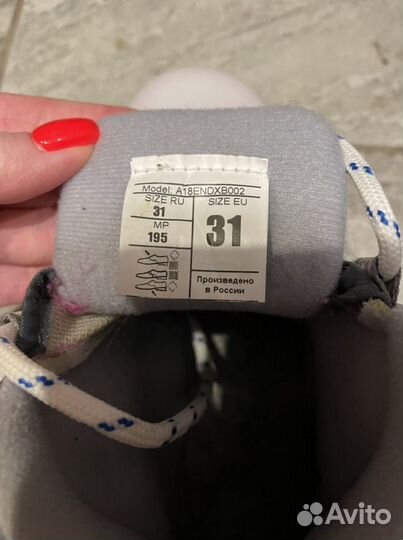 Model: A18ENDXB002
SIZE RU
31
MP
195
SIZE EU
31
Произведено
в России
Avito